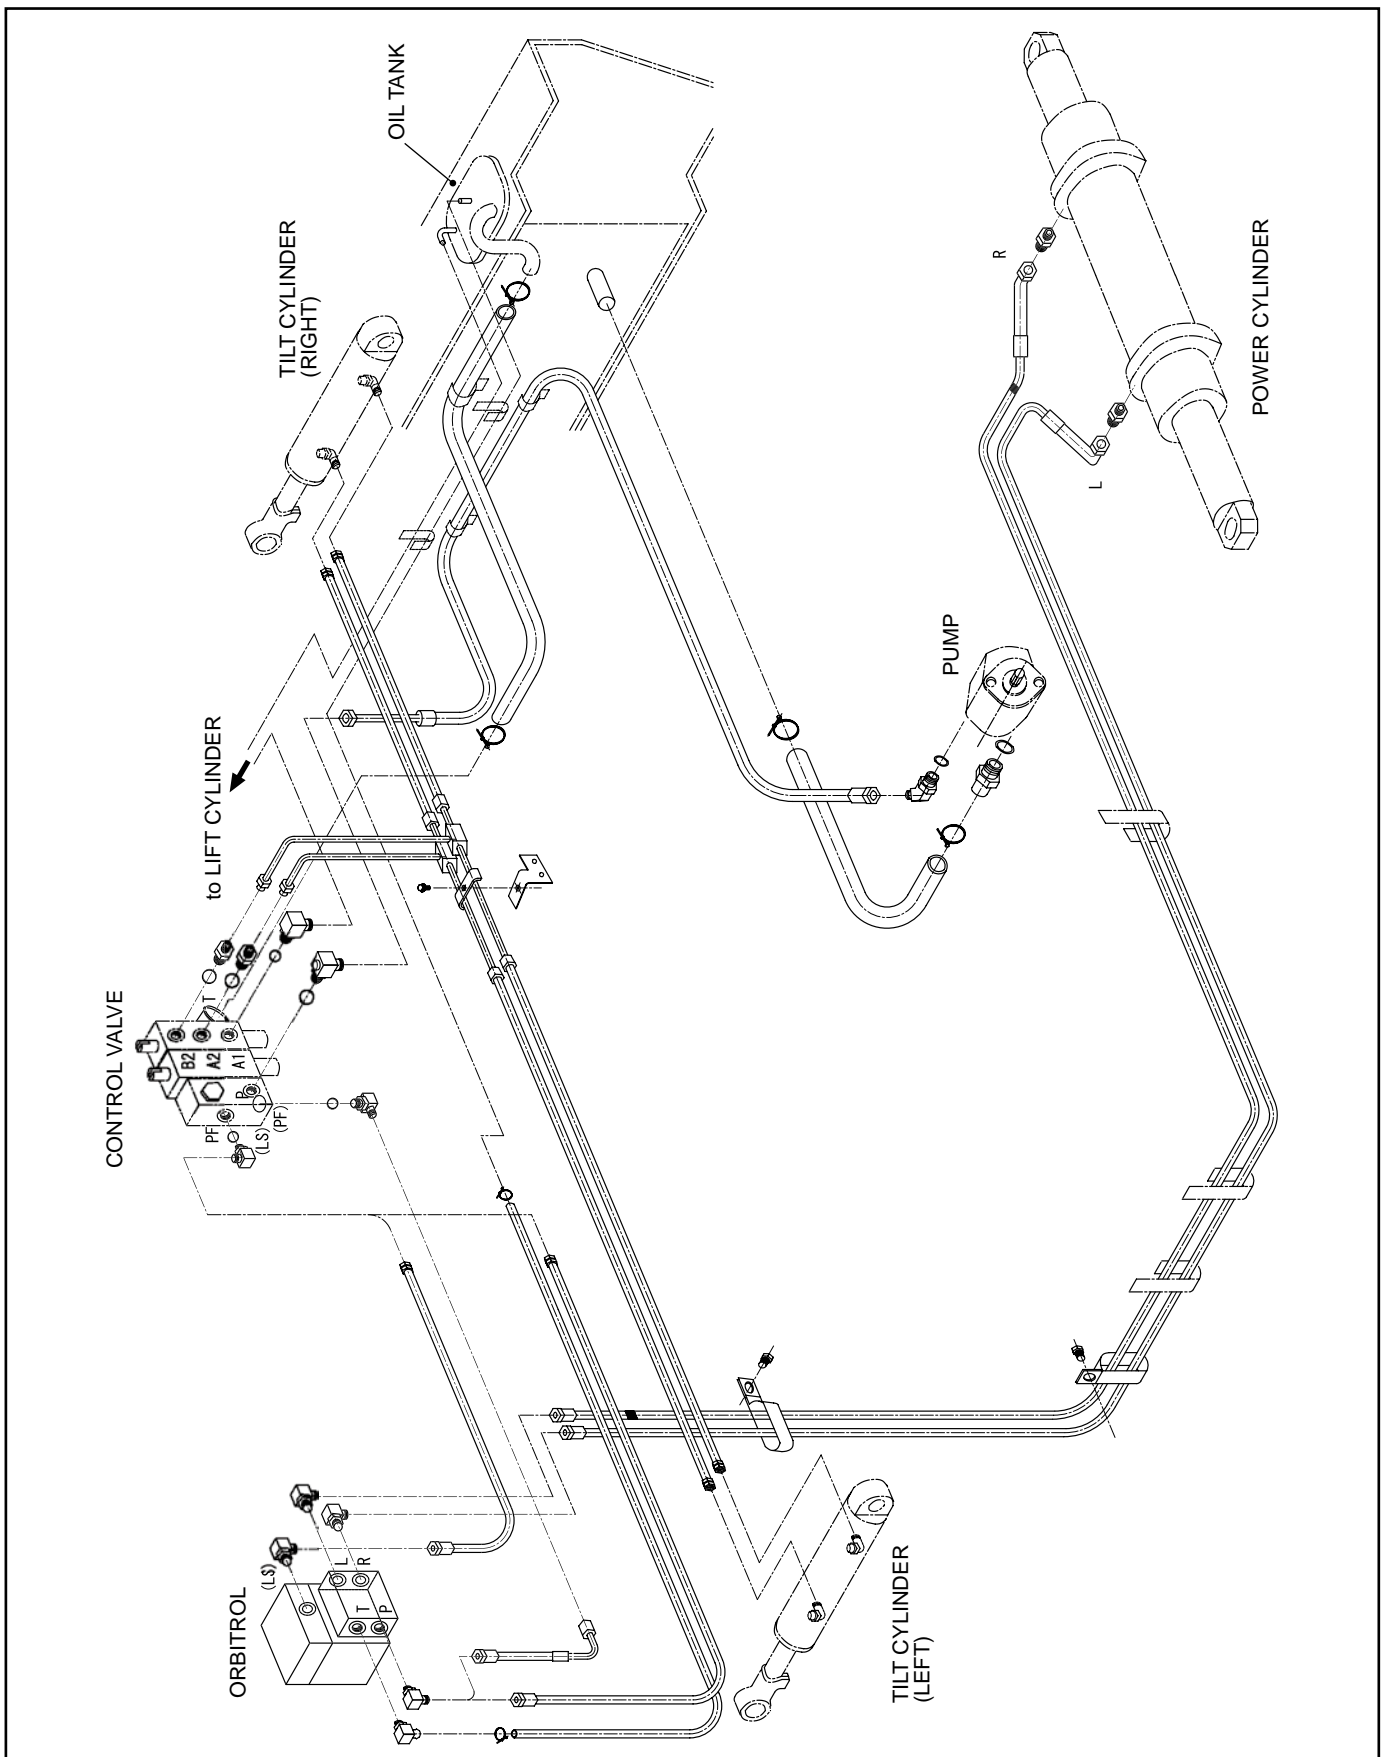 OIL TANK
TILT CYLINDER
(RIGHT)
R
L
POWER CYLINDER
PUMP
to LIFT CYLINDER
CONTROL VALVE
T
B2
A2
A1
P
PF
(LS)
(PF)
ORBITROL
(LS)
L
R
T
P
TILT CYLINDER
(LEFT)